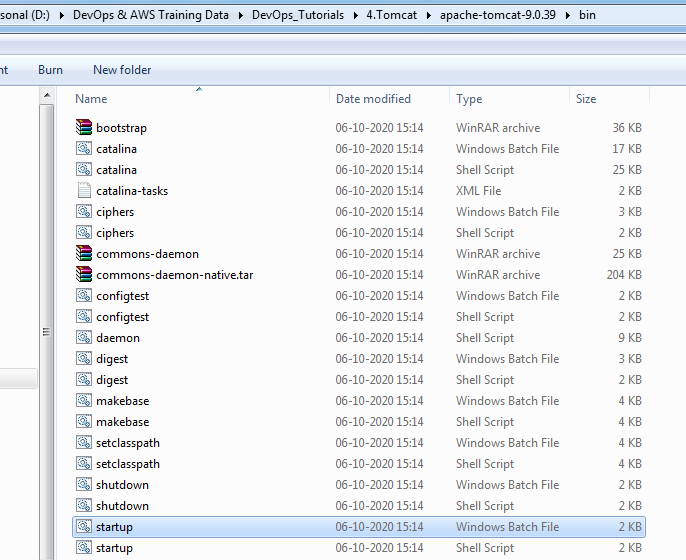 sonal (D:) DevOps & AWS Training Data DevOps_Tutorials 4.Tomcat apache-tomcat-9.0.39 bin
nt Burn New folder
Name Date modified Type Size
bootstrap 06-10-2020 15:14 WinRAR archive 36 KB
catalina 06-10-2020 15:14 Windows Batch File 17 KB
catalina 06-10-2020 15:14 Shell Script 25 KB
catalina-tasks 06-10-2020 15:14 XML File 2 KB
ciphers 06-10-2020 15:14 Windows Batch File 3 KB
ciphers 06-10-2020 15:14 Shell Script 2 KB
commons-daemon 06-10-2020 15:14 WinRAR archive 25 KB
commons-daemon-native.tar 06-10-2020 15:14 WinRAR archive 204 KB
configtest 06-10-2020 15:14 Windows Batch File 2 KB
configtest 06-10-2020 15:14 Shell Script 2 KB
daemon 06-10-2020 15:14 Shell Script 9 KB
digest 06-10-2020 15:14 Windows Batch File 3 KB
digest 06-10-2020 15:14 Shell Script 2 KB
makebase 06-10-2020 15:14 Windows Batch File 4 KB
makebase 06-10-2020 15:14 Shell Script 4 KB
setclasspath 06-10-2020 15:14 Windows Batch File 4 KB
setclasspath 06-10-2020 15:14 Shell Script 4 KB
shutdown 06-10-2020 15:14 Windows Batch File 2 KB
shutdown 06-10-2020 15:14 Shell Script 2 KB
startup 06-10-2020 15:14 Windows Batch File 2 KB
startup 06-10-2020 15:14 Shell Script 2 KB